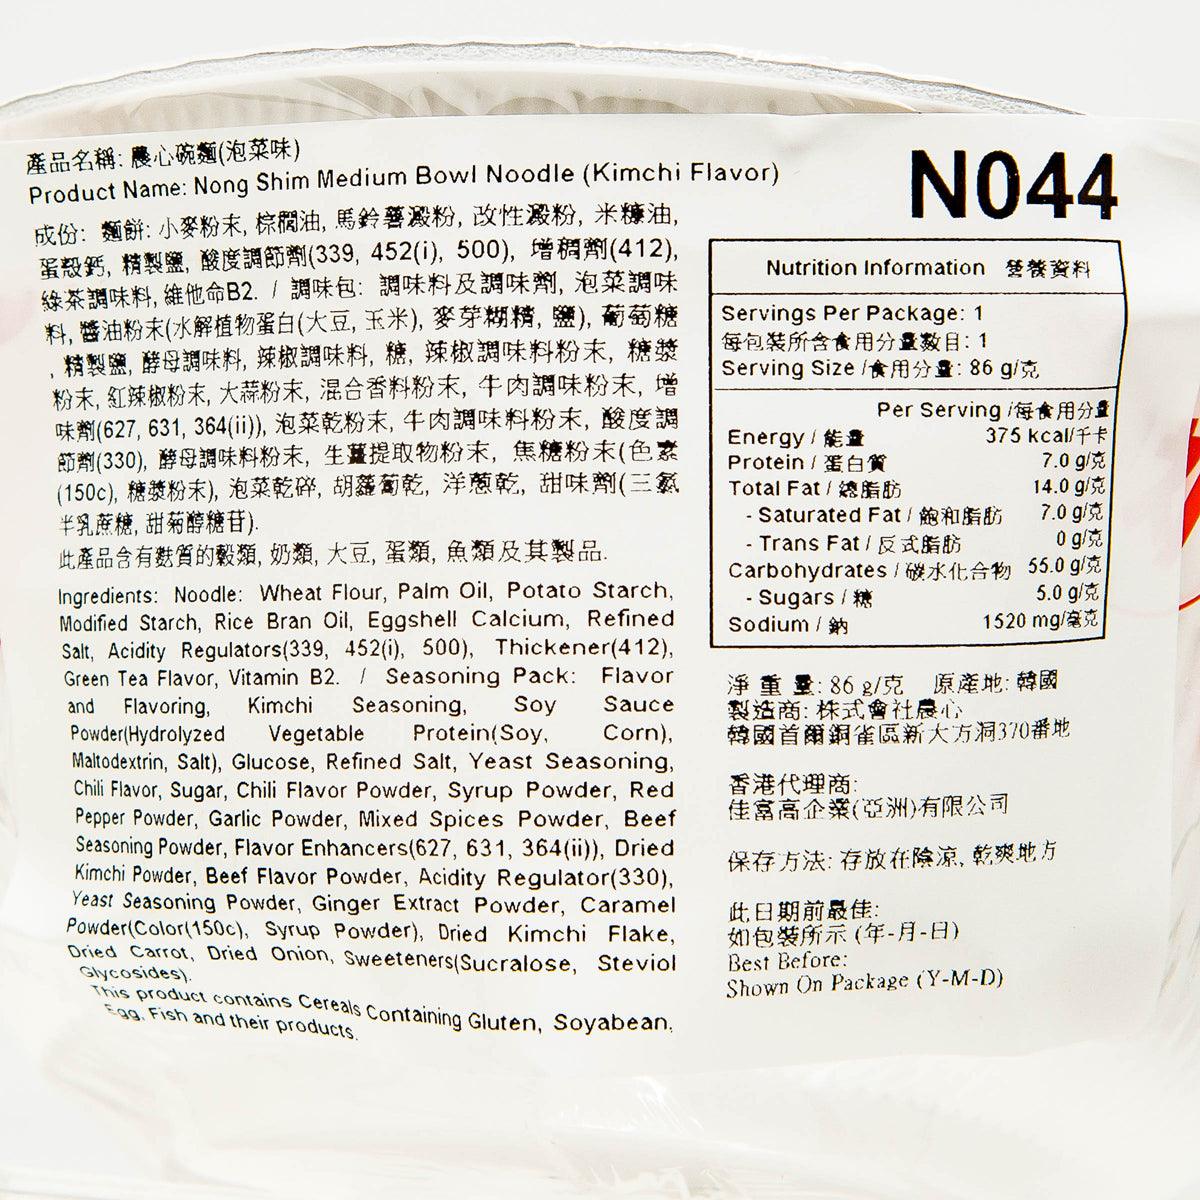 產品名稱: 農心碗麵(泡菜味)
Product Name: Nong Shim Medium Bowl Noodle (Kimchi Flavor)
成份: 麵餅: 小麥粉末, 棕櫚油, 馬鈴薯澱粉, 改性澱粉, 米糠油,
蛋殼鈣, 精製鹽, 酸度調節劑(339, 452(i), 500), 增稠劑(412),
綠茶調味料, 維他命B2. / 調味包: 調味料及調味劑, 泡菜調味
料, 醬油粉末(水解植物蛋白(大豆, 玉米), 麥芽糊精, 鹽), 葡萄糖
, 精製鹽, 酵母調味料, 辣椒調味料, 糖, 辣椒調味料粉末, 糖漿
粉末, 紅辣椒粉末, 大蒜粉末, 混合香料粉末, 牛肉調味粉末, 增
味劑(627, 631, 364(ii)), 泡菜乾粉末, 牛肉調味料粉末, 酸度調
節劑(330), 酵母調味料粉末, 生薑提取物粉末, 焦糖粉末(色素
(150c), 糖漿粉末), 泡菜乾碎, 胡蘿蔔乾, 洋蔥乾, 甜味劑(三氯
半乳蔗糖, 甜菊醇糖苷).
此產品含有麩質的穀類, 奶類, 大豆, 蛋類, 魚類及其製品.
Ingredients: Noodle: Wheat Flour, Palm Oil, Potato Starch,
Modified Starch, Rice Bran Oil, Eggshell Calcium, Refined
Salt, Acidity Regulators(339, 452(i), 500), Thickener(412),
Green Tea Flavor, Vitamin B2. / Seasoning Pack: Flavor
and Flavoring, Kimchi Seasoning, Soy Sauce
Powder(Hydrolyzed Vegetable Protein(Soy, Corn),
Maltodextrin, Salt), Glucose, Refined Salt, Yeast Seasoning,
Chili Flavor, Sugar, Chili Flavor Powder, Syrup Powder, Red
Pepper Powder, Garlic Powder, Mixed Spices Powder, Beef
Seasoning Powder, Flavor Enhancers(627, 631, 364(ii)), Dried
Kimchi Powder, Beef Flavor Powder, Acidity Regulator(330),
Yeast Seasoning Powder, Ginger Extract Powder, Caramel
Powder(Color(150c), Syrup Powder), Dried Kimchi Flake,
Dried Carrot, Dried Onion, Sweeteners(Sucralose, Steviol
Glycosides).
This product contains Cereals Containing Gluten, Soyabean,
Egg, Fish and their products.
N044
Nutrition Information 營養資料
Servings Per Package: 1
每包裝所含食用分量數目: 1
Serving Size /食用分量: 86 g/克
Per Serving /每食用分量
Energy / 能量 375 kcal/千卡
Protein / 蛋白質 7.0 g/克
Total Fat / 總脂肪 14.0 g/克
- Saturated Fat / 飽和脂肪 7.0 g/克
- Trans Fat / 反式脂肪 0 g/克
Carbohydrates / 碳水化合物 55.0 g/克
- Sugars / 糖 5.0 g/克
Sodium / 鈉 1520 mg/毫克
淨 重 量: 86 g/克 原產地: 韓國
製造商: 株式會社農心
韓國首爾銅雀區新大方洞370番地
香港代理商:
佳富高企業(亞洲)有限公司
保存方法: 存放在陰涼, 乾爽地方
此日期前最佳:
如包裝所示 (年-月-日)
Best Before:
Shown On Package (Y-M-D)